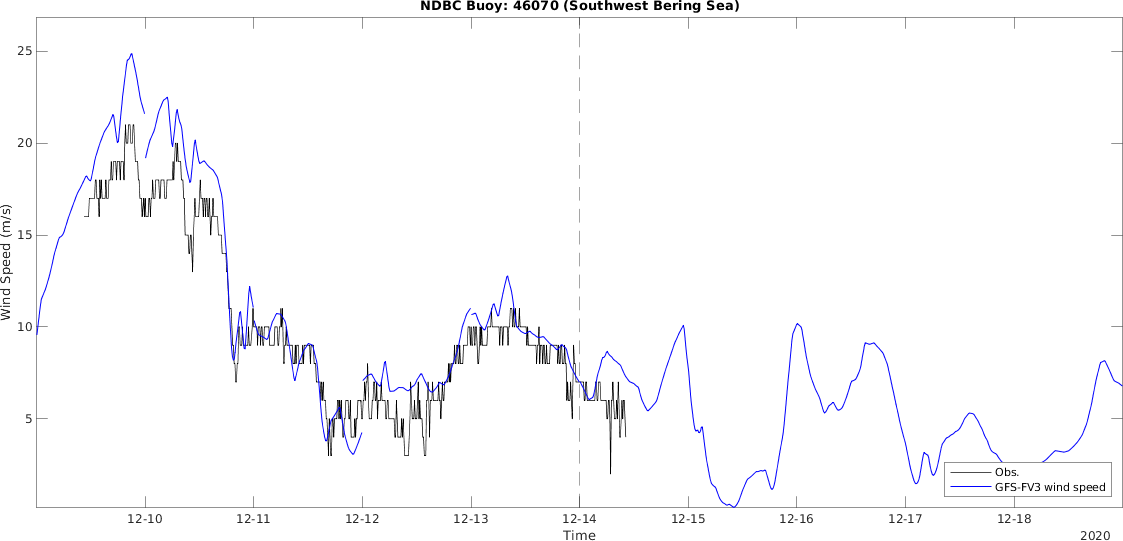 NDBC Buoy: 46070 (Southwest Bering Sea)
Wind Speed (m/s)
25
20
15
10
5
12-10 12-11 12-12 12-13 12-14 12-15 12-16 12-17 12-18
Time
2020
Obs.
GFS-FV3 wind speed